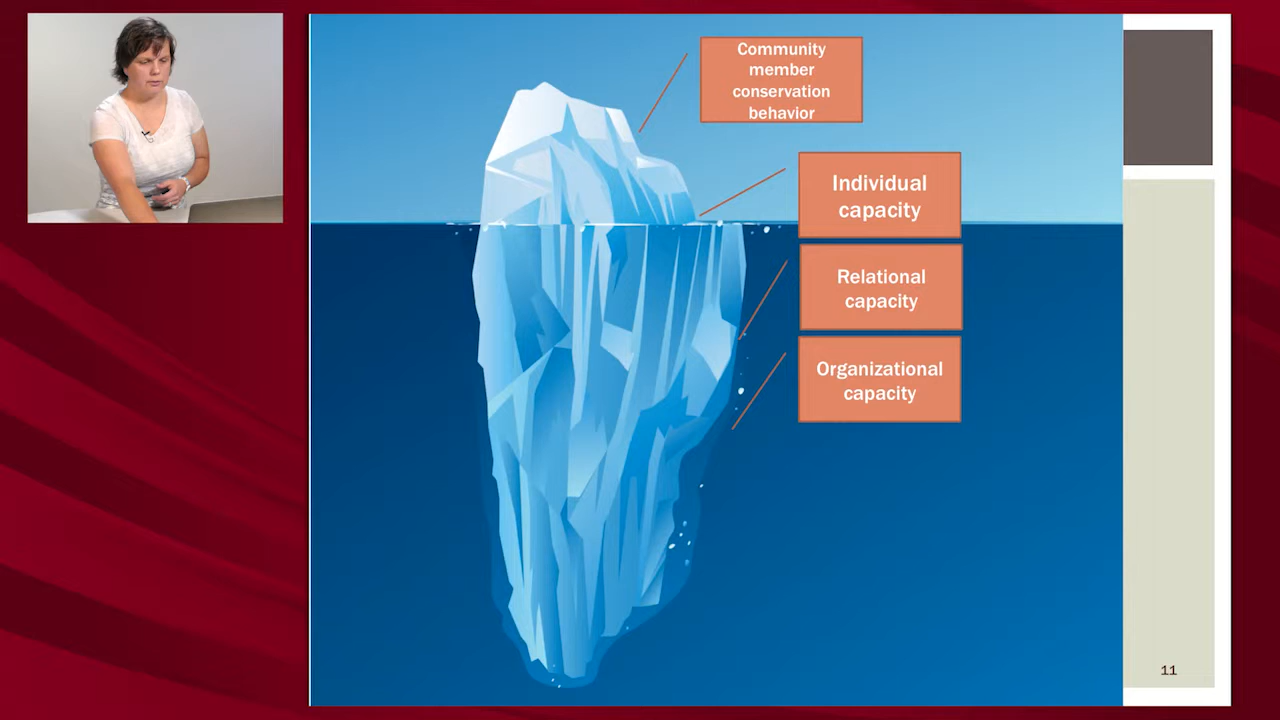 Community
member
conservation
behavior
Individual
capacity
Relational
capacity
Organizational
capacity
11